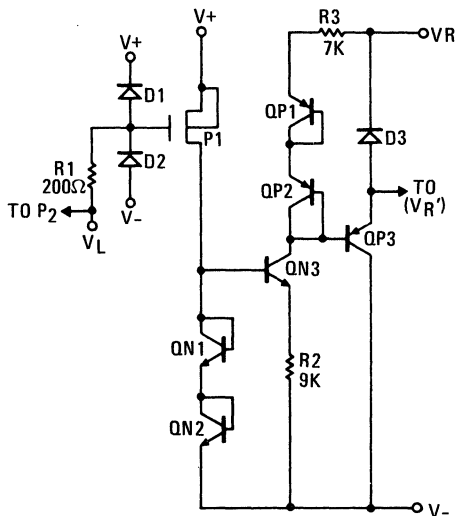 V+
V+
R3
7K
VR
D1
QP1
P1
D3
R1
200Ω
D2
QP2
TO P2
V-
TO
(VR')
VL
QP3
QN3
QN1
R2
9K
QN2
V-